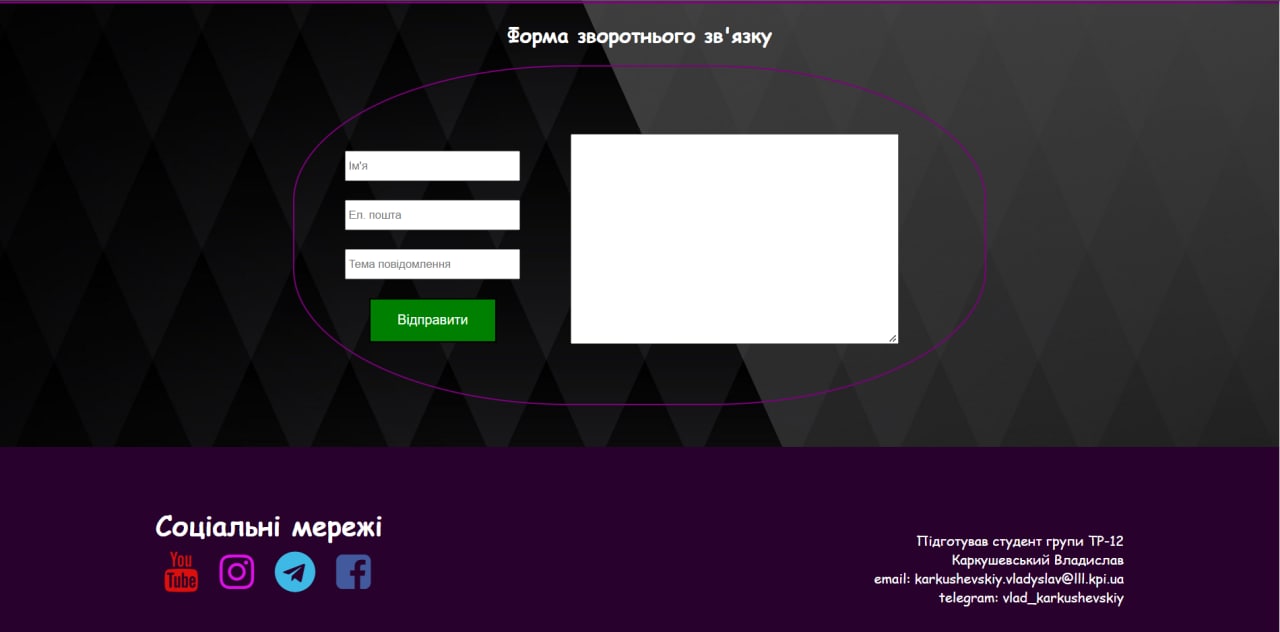 Форма зворотнього зв'язку
Ім'я
Ел. пошта
Тема повідомлення
Відправити
Соціальні мережі
You
Tube
Підготував студент групи ТР-12
Каркушевський Владислав
email: karkushevskiy.vladyslav@lll.kpi.ua
telegram: vlad_karkushevskiy